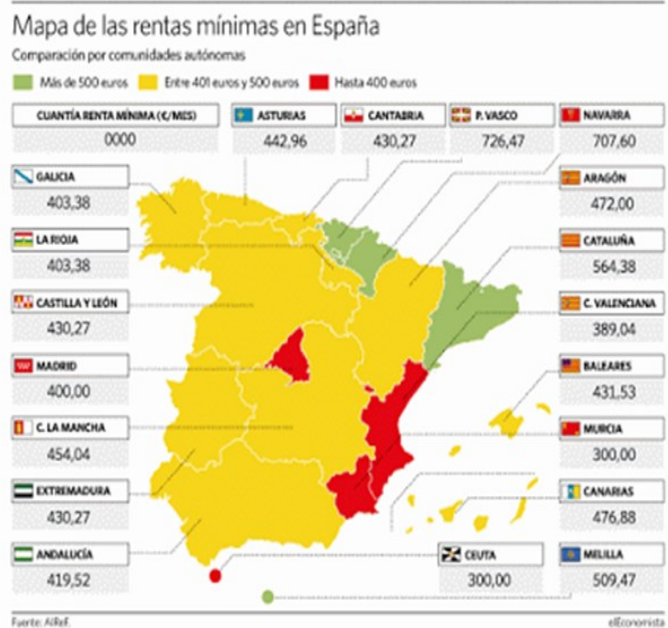 Mapa de las rentas mínimas en España
Comparación por comunidades autónomas
Más de 500 euros Entre 401 euros y 500 euros Hasta 400 euros
CUANTÍA RENTA MÍNIMA (€/MES) ASTURIAS CANTABRIA P. VASCO NAVARRA
0000 442,96 430,27 726,47 707,60
GALICIA ARAGÓN
403,38 472,00
LA RIOJA CATALUÑA
403,38 564,38
CASTILLA Y LEÓN C. VALENCIANA
430,27 389,04
MADRID BALEARES
400,00 431,53
C. LA MANCHA MURCIA
454,04 300,00
EXTREMADURA CANARIAS
430,27 476,88
ANDALUCÍA CEUTA MELILLA
419,52 300,00 509,47
Fuente: AIReF. elEconomista